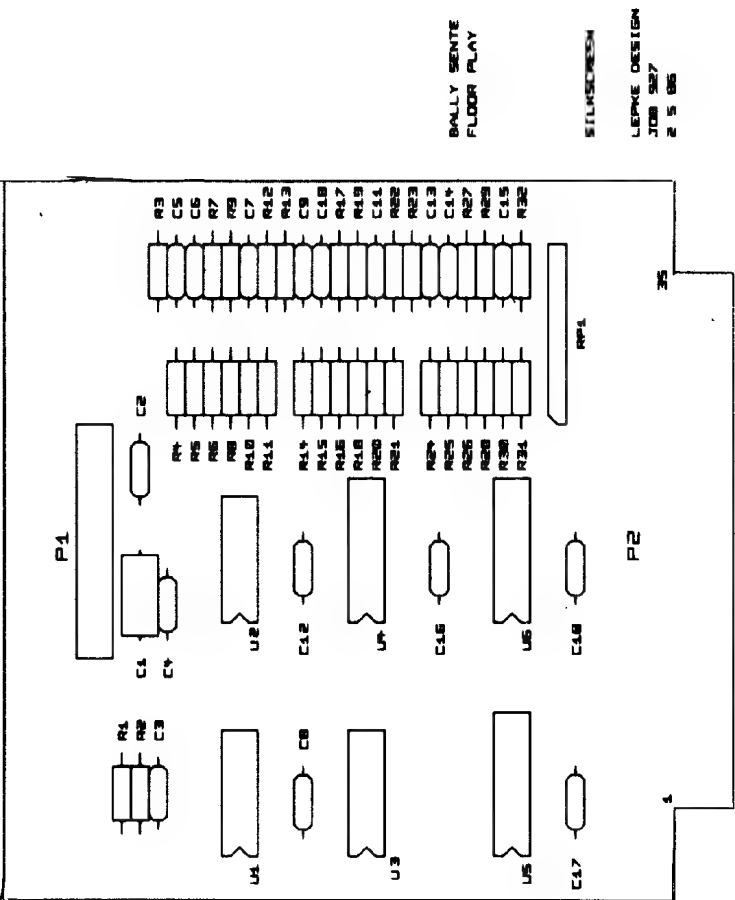 BALLY SENTE
FLOOR PLAY
SILKSCREEN
LEPKE DESIGN
JOB 927
2 5 86
R3
C5
C6
R7
R9
C7
R12
R13
C9
C10
R17
R19
C11
R22
R23
C13
C14
R27
R29
C15
R32
35
RP1
C2
R4
R5
R6
R8
R10
R11
R14
R15
R16
R18
R20
R21
R24
R25
R26
R28
R30
R31
P1
P2
C1
C4
U2
C12
U4
C16
U6
C18
R1
R2
C3
C8
1
U1
U3
U5
C17